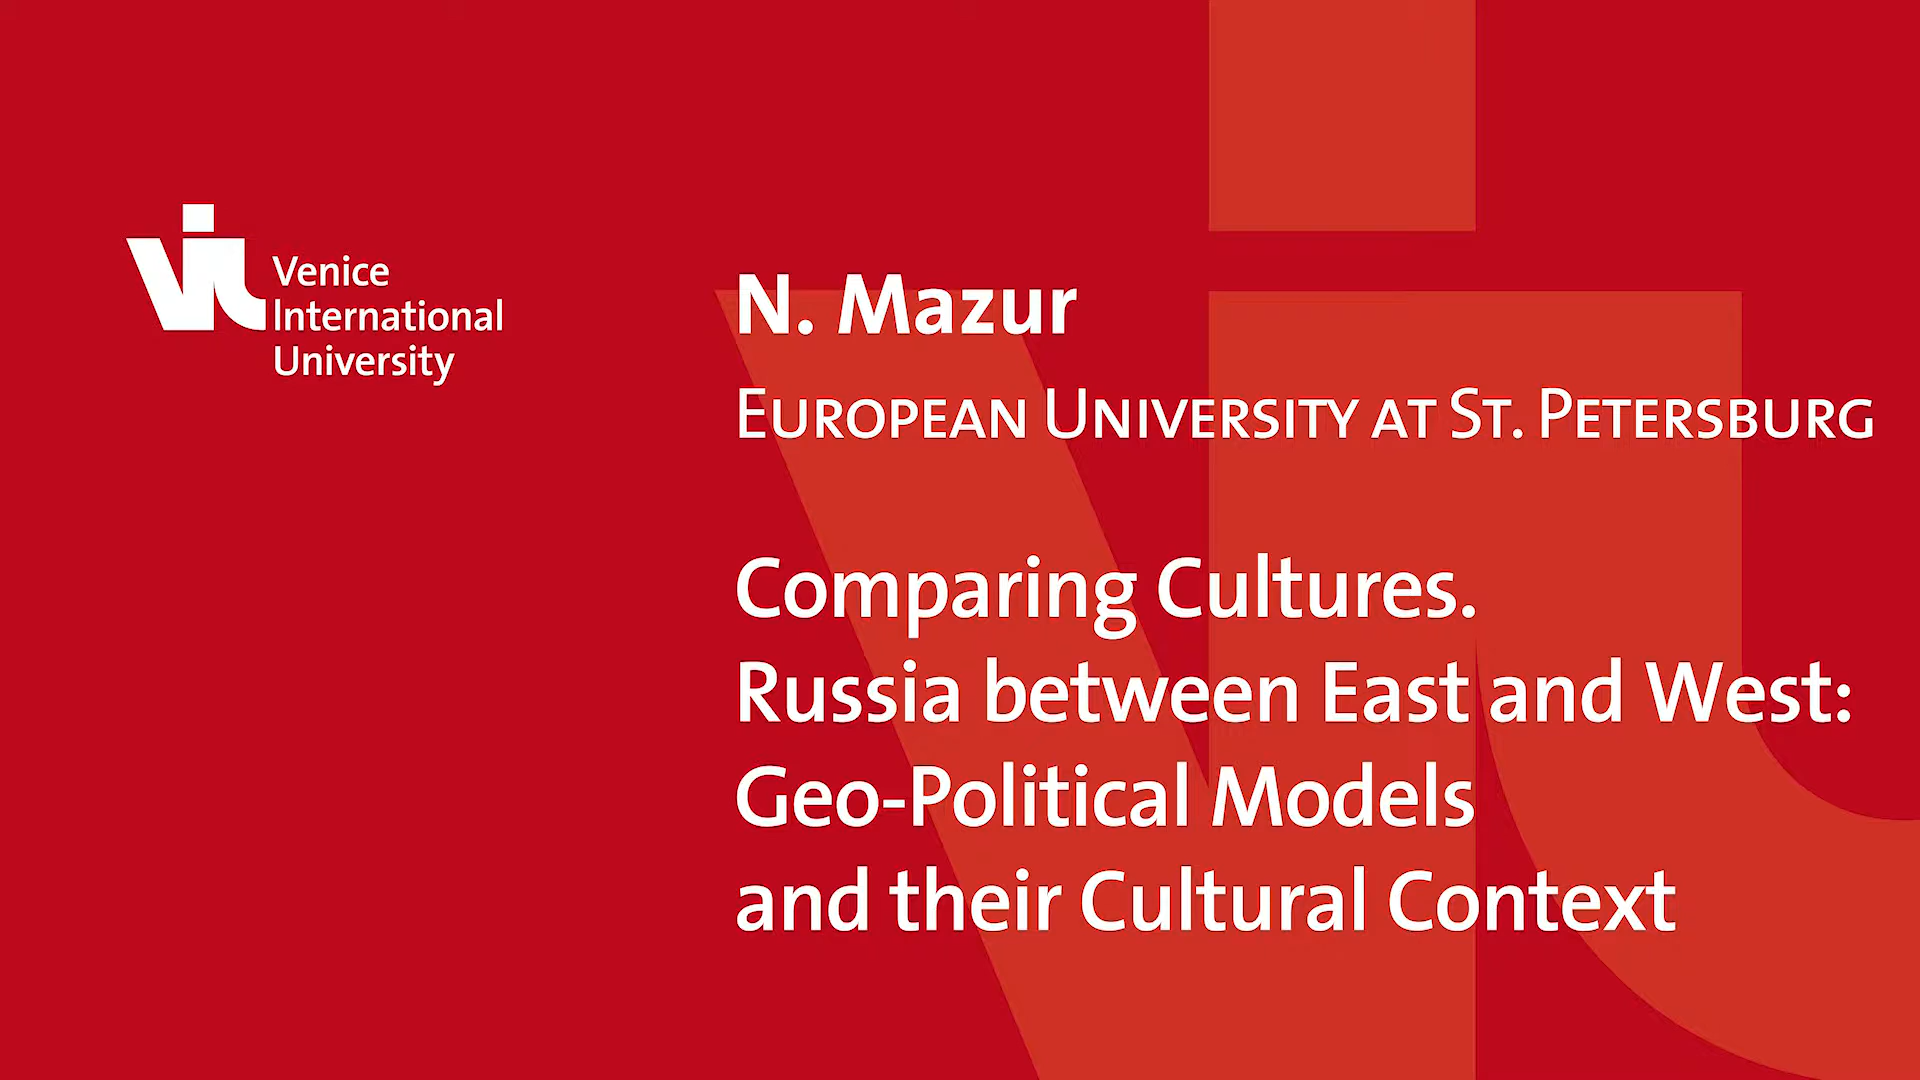 Venice
International
University
N. Mazur
European University at St. Petersburg
Comparing Cultures.
Russia between East and West:
Geo-Political Models
and their Cultural Context